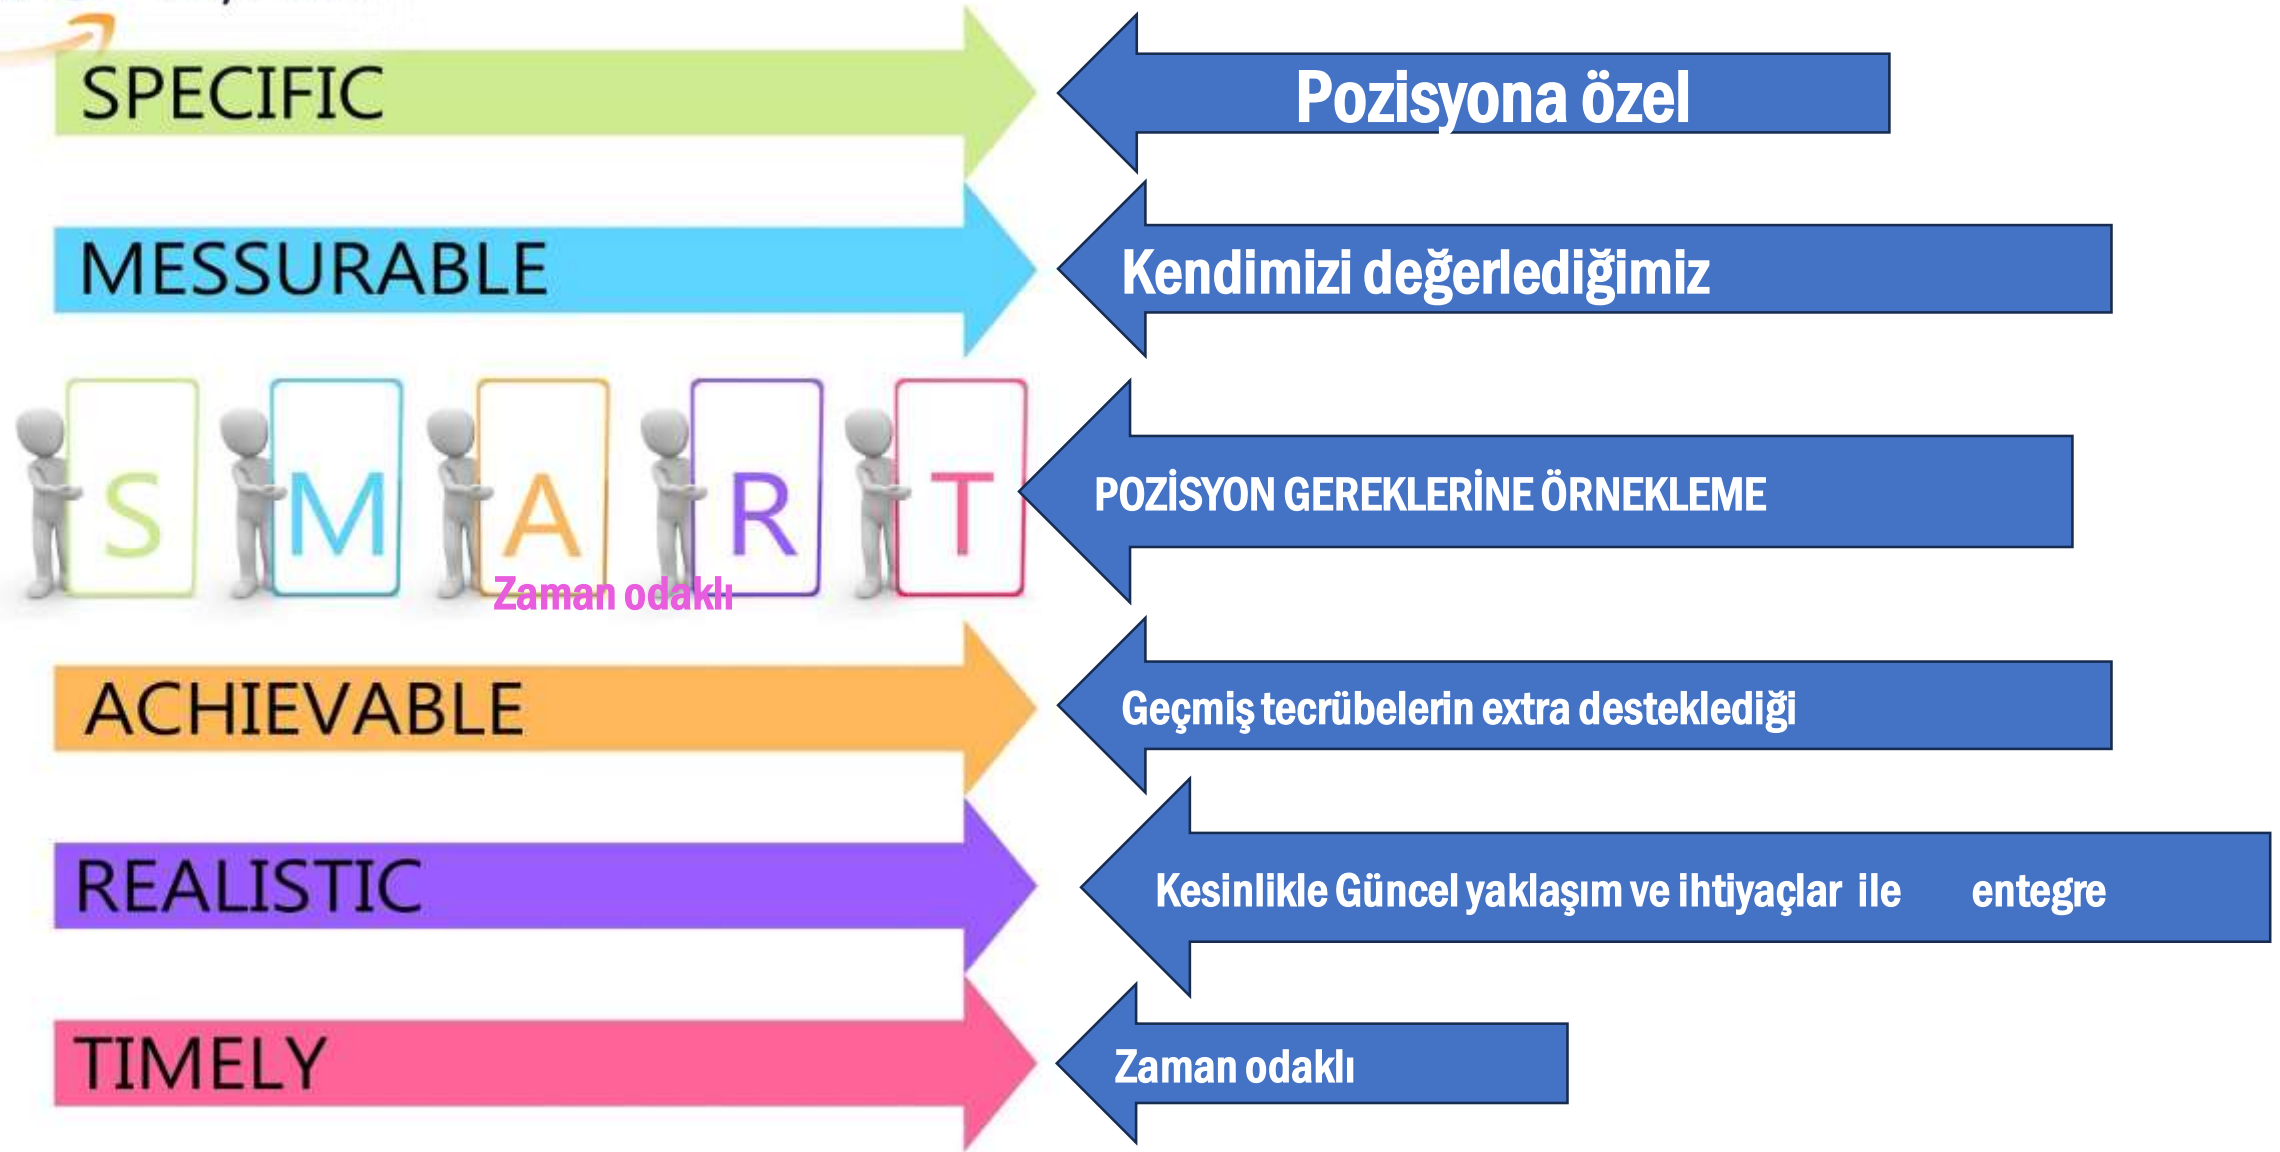 SPECIFIC
Pozisyona özel
MESSURABLE
Kendimizi değerlediğimiz
S M A R T
POZİSYON GEREKLERİNE ÖRNEKLEME
Zaman odaklı
ACHIEVABLE
Geçmiş tecrübelerin extra desteklediği
REALISTIC
Kesinlikle Güncel yaklaşım ve ihtiyaçlar ile entegre
TIMELY
Zaman odaklı